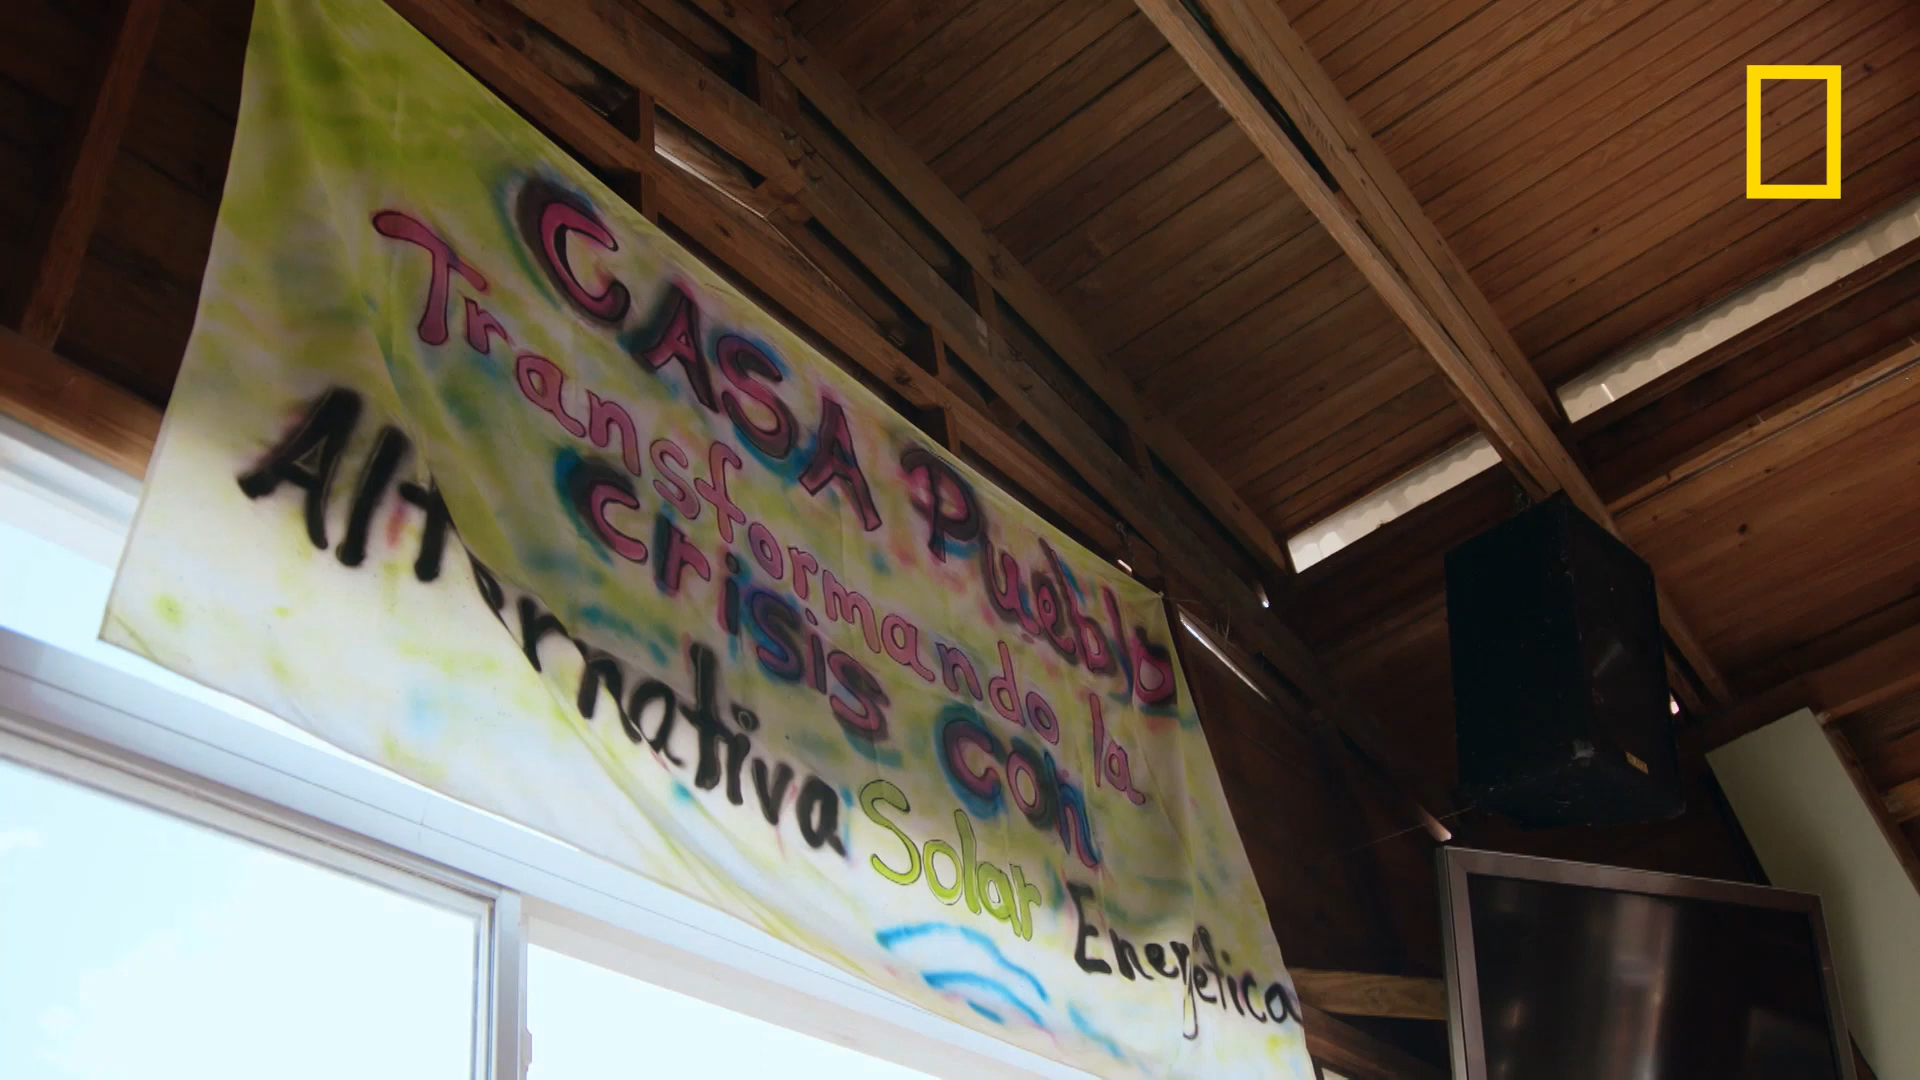 CASA Pueblo
Transformando la
crisis con
Alternativa Solar Energética